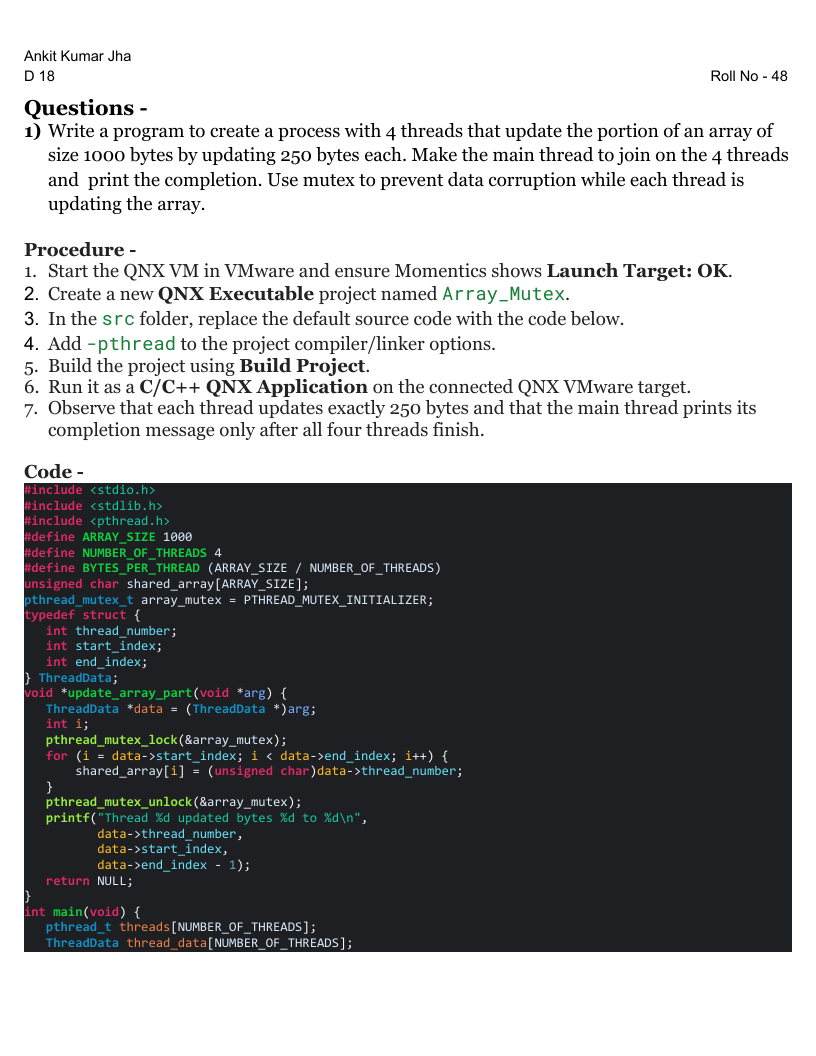 Ankit Kumar Jha
D 18
Roll No - 48
Questions -
1) Write a program to create a process with 4 threads that update the portion of an array of
size 1000 bytes by updating 250 bytes each. Make the main thread to join on the 4 threads
and  print the completion. Use mutex to prevent data corruption while each thread is
updating the array.
Procedure -
1. Start the QNX VM in VMware and ensure Momentics shows Launch Target: OK.
2. Create a new QNX Executable project named Array_Mutex.
3. In the src folder, replace the default source code with the code below.
4. Add -pthread to the project compiler/linker options.
5. Build the project using Build Project.
6. Run it as a C/C++ QNX Application on the connected QNX VMware target.
7. Observe that each thread updates exactly 250 bytes and that the main thread prints its
completion message only after all four threads finish.
Code -
#include <stdio.h>
#include <stdlib.h>
#include <pthread.h>
#define ARRAY_SIZE 1000
#define NUMBER_OF_THREADS 4
#define BYTES_PER_THREAD (ARRAY_SIZE / NUMBER_OF_THREADS)
unsigned char shared_array[ARRAY_SIZE];
pthread_mutex_t array_mutex = PTHREAD_MUTEX_INITIALIZER;
typedef struct {
   int thread_number;
   int start_index;
   int end_index;
} ThreadData;
void *update_array_part(void *arg) {
   ThreadData *data = (ThreadData *)arg;
   int i;
   pthread_mutex_lock(&array_mutex);
   for (i = data->start_index; i < data->end_index; i++) {
       shared_array[i] = (unsigned char)data->thread_number;
   }
   pthread_mutex_unlock(&array_mutex);
   printf("Thread %d updated bytes %d to %d\n",
          data->thread_number,
          data->start_index,
          data->end_index - 1);
   return NULL;
}
int main(void) {
   pthread_t threads[NUMBER_OF_THREADS];
   ThreadData thread_data[NUMBER_OF_THREADS];